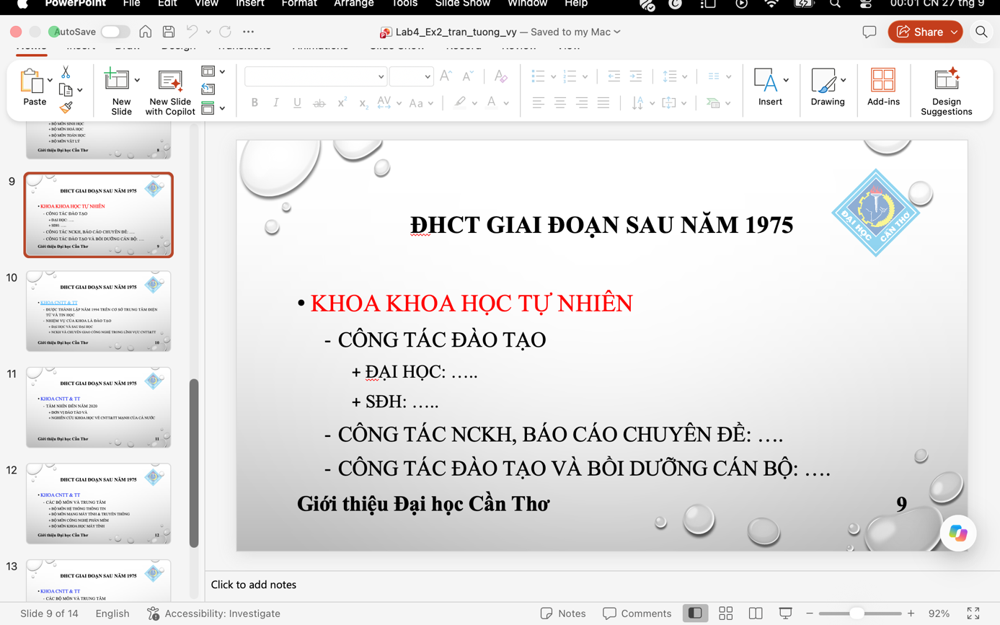 PowerPoint File Edit View Insert Format Arrange Tools Slide Show Window Help 00:01 CN 27 thg 9
AutoSave Lab4_Ex2_tran_tuong_vy — Saved to my Mac Share
Home Insert Draw Design Transitions Animations Slide Show Record Review View
Paste New Slide New Slide with Copilot Insert Drawing Add-ins Design Suggestions
+ BỘ MÔN SINH HỌC
+ BỘ MÔN HOÁ HỌC
+ BỘ MÔN TOÁN HỌC
+ BỘ MÔN VẬT LÝ
Giới thiệu Đại học Cần Thơ 8
9
ĐHCT GIAI ĐOẠN SAU NĂM 1975
• KHOA KHOA HỌC TỰ NHIÊN
- CÔNG TÁC ĐÀO TẠO
+ ĐẠI HỌC: …..
+ SĐH: …..
- CÔNG TÁC NCKH, BÁO CÁO CHUYÊN ĐỀ: ….
- CÔNG TÁC ĐÀO TẠO VÀ BỒI DƯỠNG CÁN BỘ: ….
Giới thiệu Đại học Cần Thơ 9
10
ĐHCT GIAI ĐOẠN SAU NĂM 1975
• KHOA CNTT & TT
- ĐƯỢC THÀNH LẬP NĂM 1994 TRÊN CƠ SỞ TRUNG TÂM ĐIỆN
TỬ VÀ TIN HỌC
- NHIỆM VỤ CỦA KHOA LÀ ĐÀO TẠO
+ ĐẠI HỌC VÀ SAU ĐẠI HỌC
+ NCKH VÀ CHUYỂN GIAO CÔNG NGHỆ TRONG LĨNH VỰC CNTT&TT
Giới thiệu Đại học Cần Thơ 10
11
ĐHCT GIAI ĐOẠN SAU NĂM 1975
• KHOA CNTT & TT
- TẦM NHÌN ĐẾN NĂM 2020
+ ĐƠN VỊ ĐÀO TẠO VÀ
+ NGHIÊN CỨU KHOA HỌC VỀ CNTT&TT MẠNH CỦA CẢ NƯỚC
Giới thiệu Đại học Cần Thơ 11
12
ĐHCT GIAI ĐOẠN SAU NĂM 1975
• KHOA CNTT & TT
- CÁC BỘ MÔN VÀ TRUNG TÂM
+ BỘ MÔN HỆ THỐNG THÔNG TIN
+ BỘ MÔN MẠNG MÁY TÍNH & TRUYỀN THÔNG
+ BỘ MÔN CÔNG NGHỆ PHẦN MỀM
+ BỘ MÔN KHOA HỌC MÁY TÍNH
Giới thiệu Đại học Cần Thơ 12
13
ĐHCT GIAI ĐOẠN SAU NĂM 1975
• KHOA CNTT & TT
- CÁC BỘ MÔN VÀ TRUNG TÂM
ĐHCT GIAI ĐOẠN SAU NĂM 1975
ĐẠI HỌC CẦN THƠ
• KHOA KHOA HỌC TỰ NHIÊN
- CÔNG TÁC ĐÀO TẠO
+ ĐẠI HỌC: …..
+ SĐH: …..
- CÔNG TÁC NCKH, BÁO CÁO CHUYÊN ĐỀ: ….
- CÔNG TÁC ĐÀO TẠO VÀ BỒI DƯỠNG CÁN BỘ: ….
Giới thiệu Đại học Cần Thơ 9
Click to add notes
Slide 9 of 14 English Accessibility: Investigate Notes Comments 92%